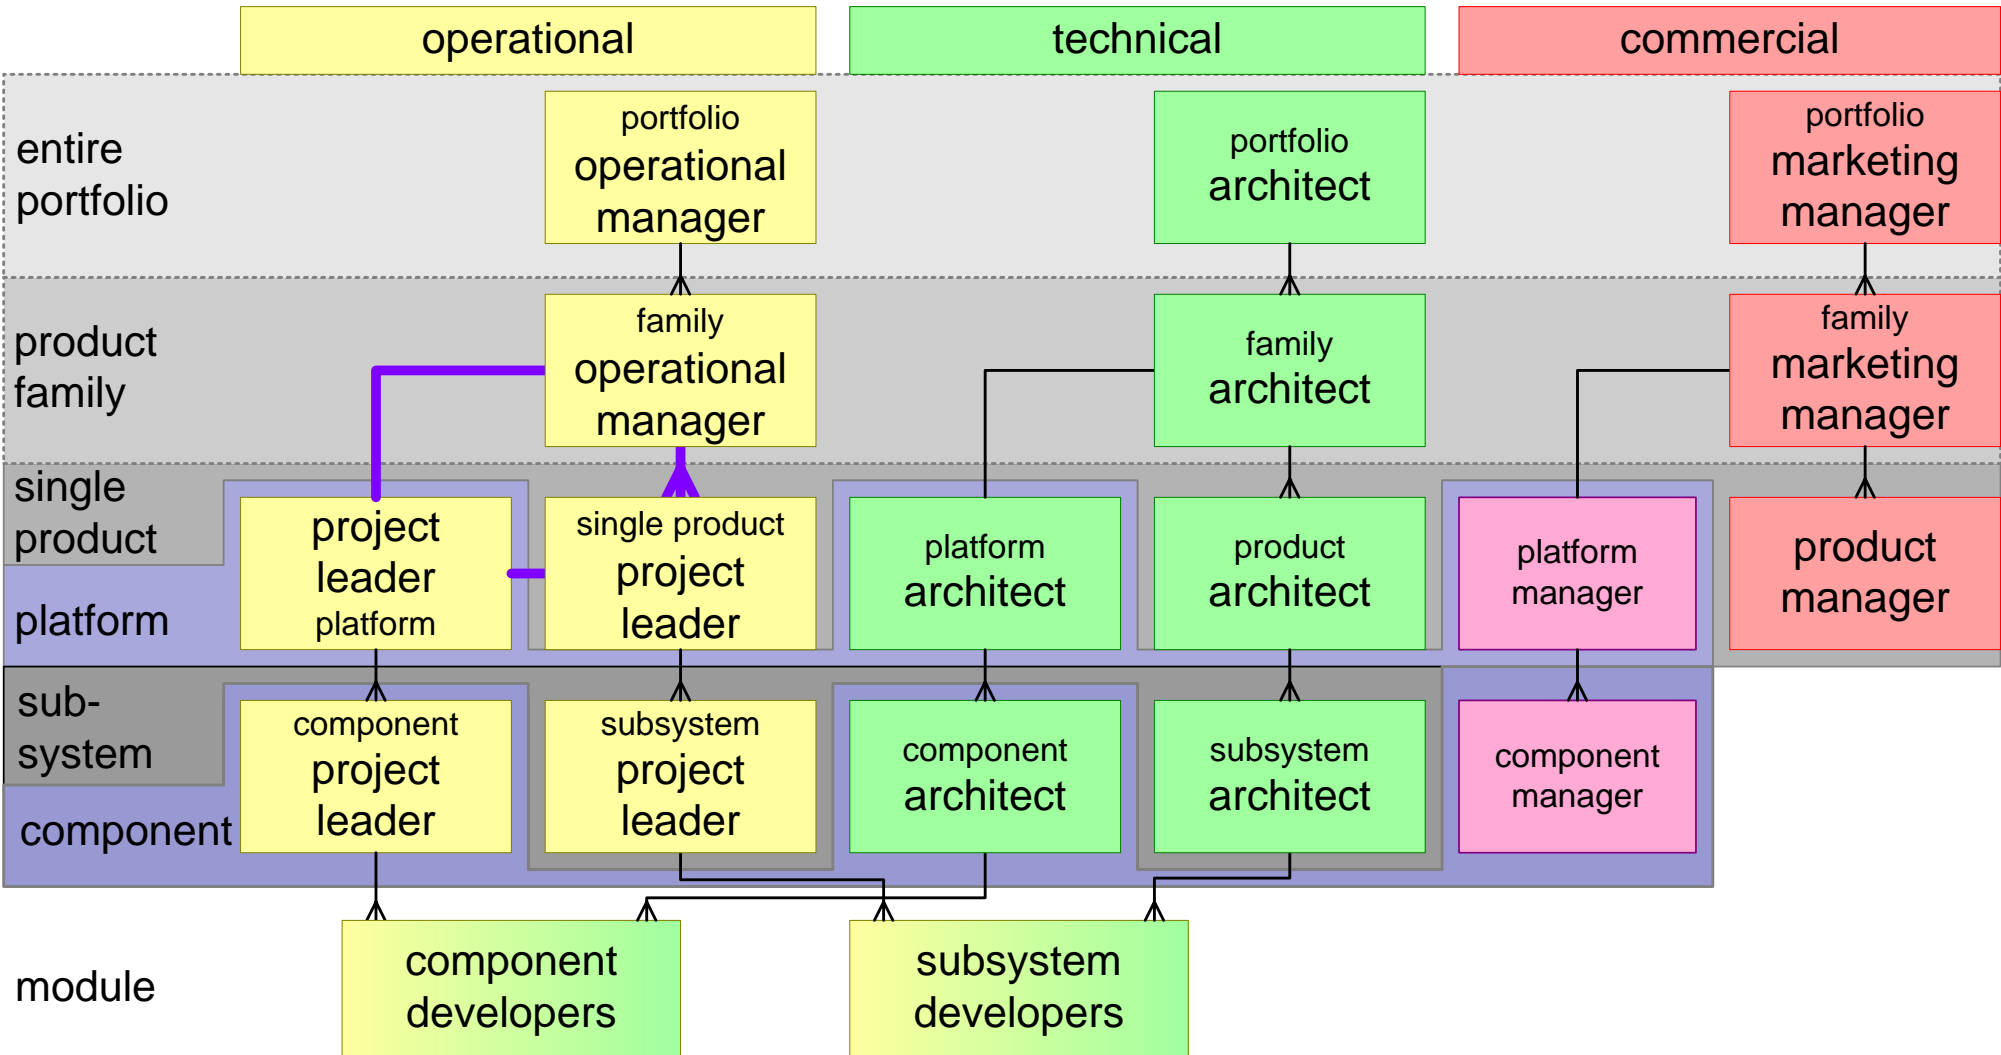 operational
technical
commercial
entire
portfolio
portfolio
operational
manager
portfolio
architect
portfolio
marketing
manager
product
family
family
operational
manager
family
architect
family
marketing
manager
single
product
platform
project
leader
platform
single product
project
leader
platform
architect
product
architect
platform
manager
product
manager
sub-
system
component
component
project
leader
subsystem
project
leader
component
architect
subsystem
architect
component
manager
module
component
developers
subsystem
developers